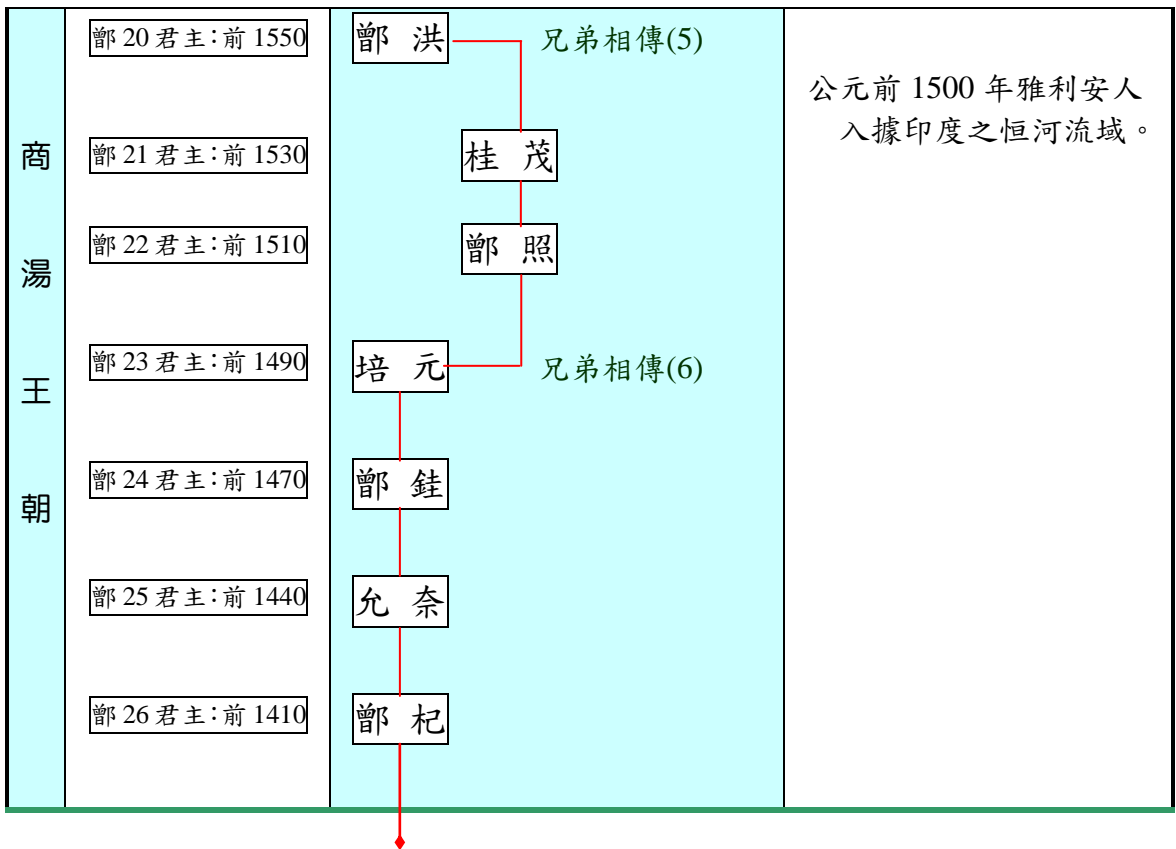 商
湯
王
朝
鄫 20 君主：前 1550
鄫 洪
兄弟相傳(5)
公元前 1500 年雅利安人
入據印度之恒河流域。
鄫 21 君主：前 1530
桂 茂
鄫 22 君主：前 1510
鄫 照
鄫 23 君主：前 1490
培 元
兄弟相傳(6)
鄫 24 君主：前 1470
鄫 銈
鄫 25 君主：前 1440
允 奈
鄫 26 君主：前 1410
鄫 杞